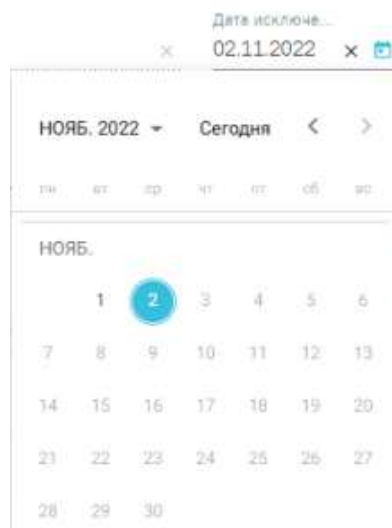 Дата исключе...
02.11.2022
НОЯБ. 2022 Сегодня
пн вт ср чт пт сб вс
НОЯБ.
1 2 3 4 5 6
7 8 9 10 11 12 13
14 15 16 17 18 19 20
21 22 23 24 25 26 27
28 29 30